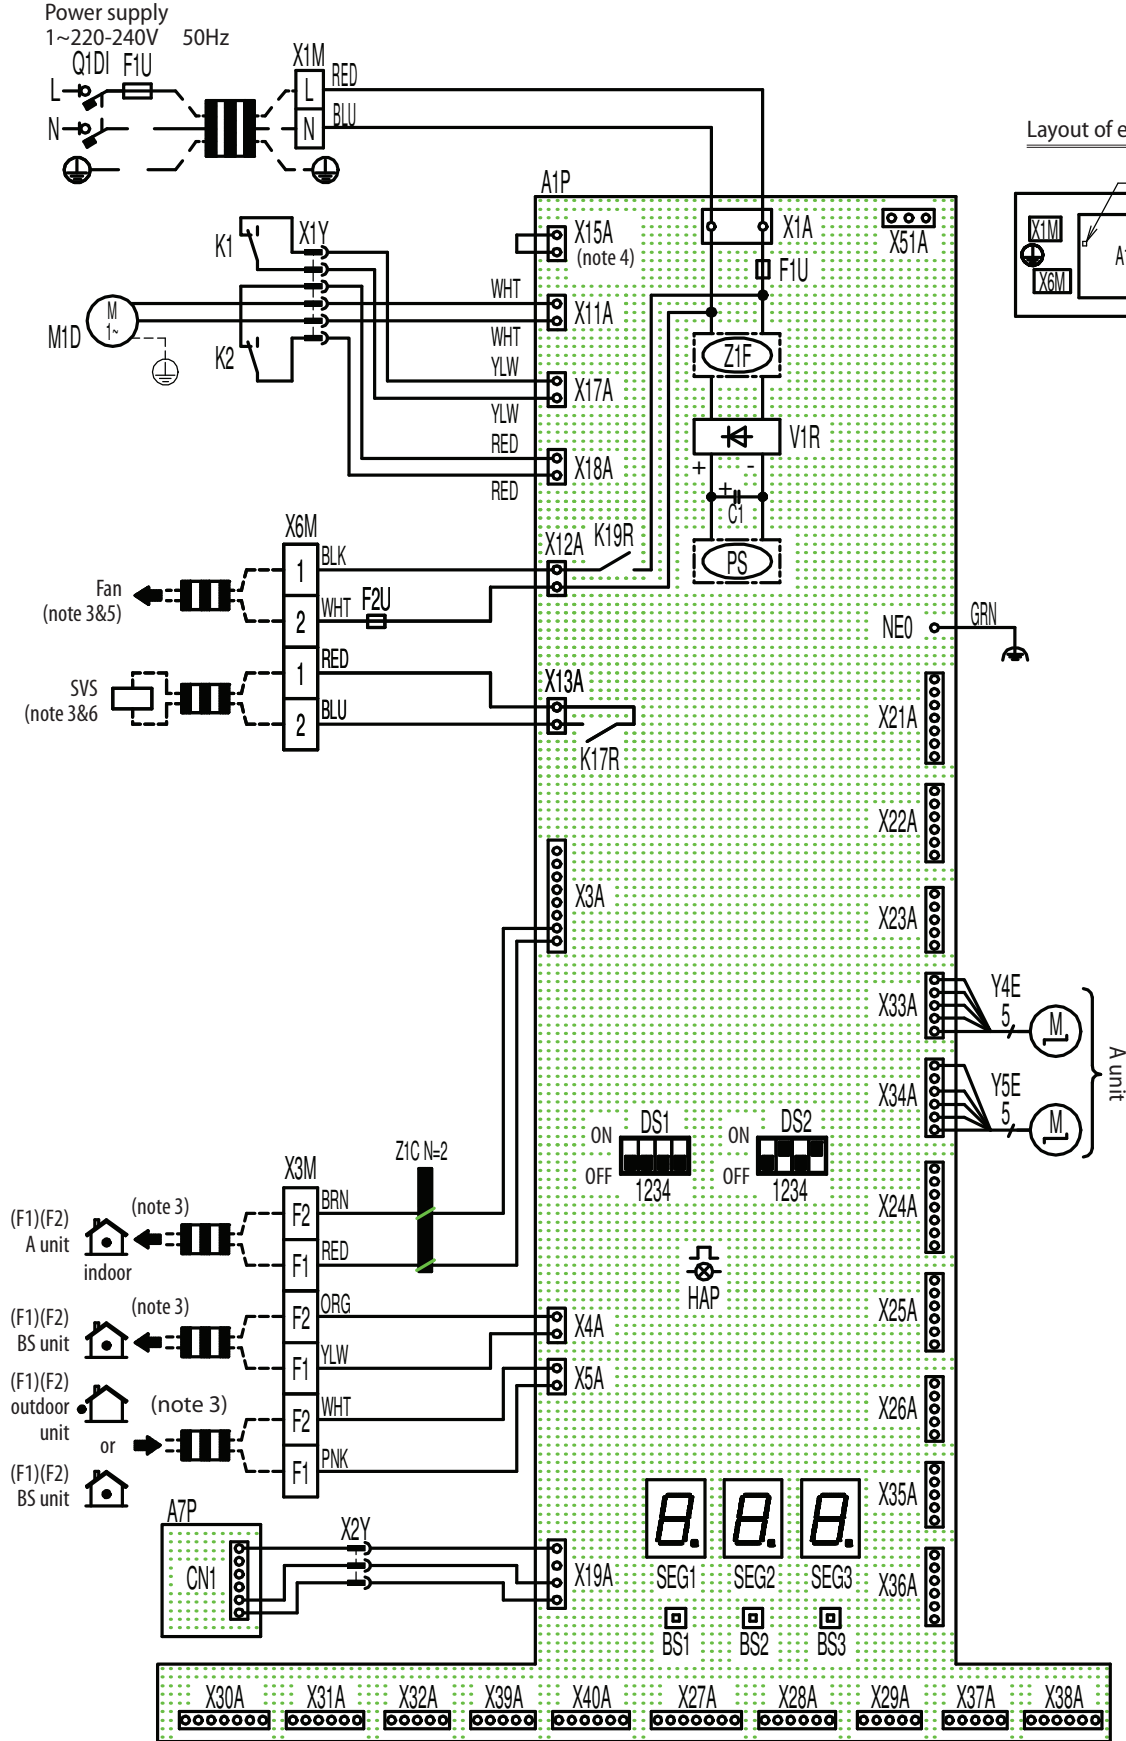 Power supply
1~220-240V 50Hz
Q1DI F1U X1M
L L RED
N N BLU
Layout of e
A1P
X1M
X6M
A1
K1 X1Y
X15A
(note 4)
X1A
X51A
F1U
WHT
X11A
WHT
M
1~
M1D
K2
Z1F
YLW
X17A
YLW
V1R
+ -
RED
X18A
RED
+
C1
PS
X6M
X12A K19R
1 BLK
Fan
(note 3&5)
2 WHT F2U
NE0 GRN
1 RED
SVS
(note 3&6
X13A
2 BLU
K17R
X21A
X22A
X3A
X23A
X33A Y4E
5
M
A unit
X34A Y5E
5
M
ON DS1 ON DS2
OFF OFF
1234 1234
Z1C N=2
X3M
X24A
(F1)(F2)
A unit
(note 3)
indoor
F2 BRN
F1 RED
HAP
(F1)(F2)
BS unit
(note 3)
F2 ORG
F1 YLW
X4A
X25A
X5A
(F1)(F2)
outdoor
unit
(note 3)
or
(F1)(F2)
BS unit
F2 WHT
F1 PNK
X26A
X35A
8. 8. 8.
SEG1 SEG2 SEG3
A7P
CN1
X2Y
X19A
X36A
BS1 BS2 BS3
X30A X31A X32A X39A X40A X27A X28A X29A X37A X38A